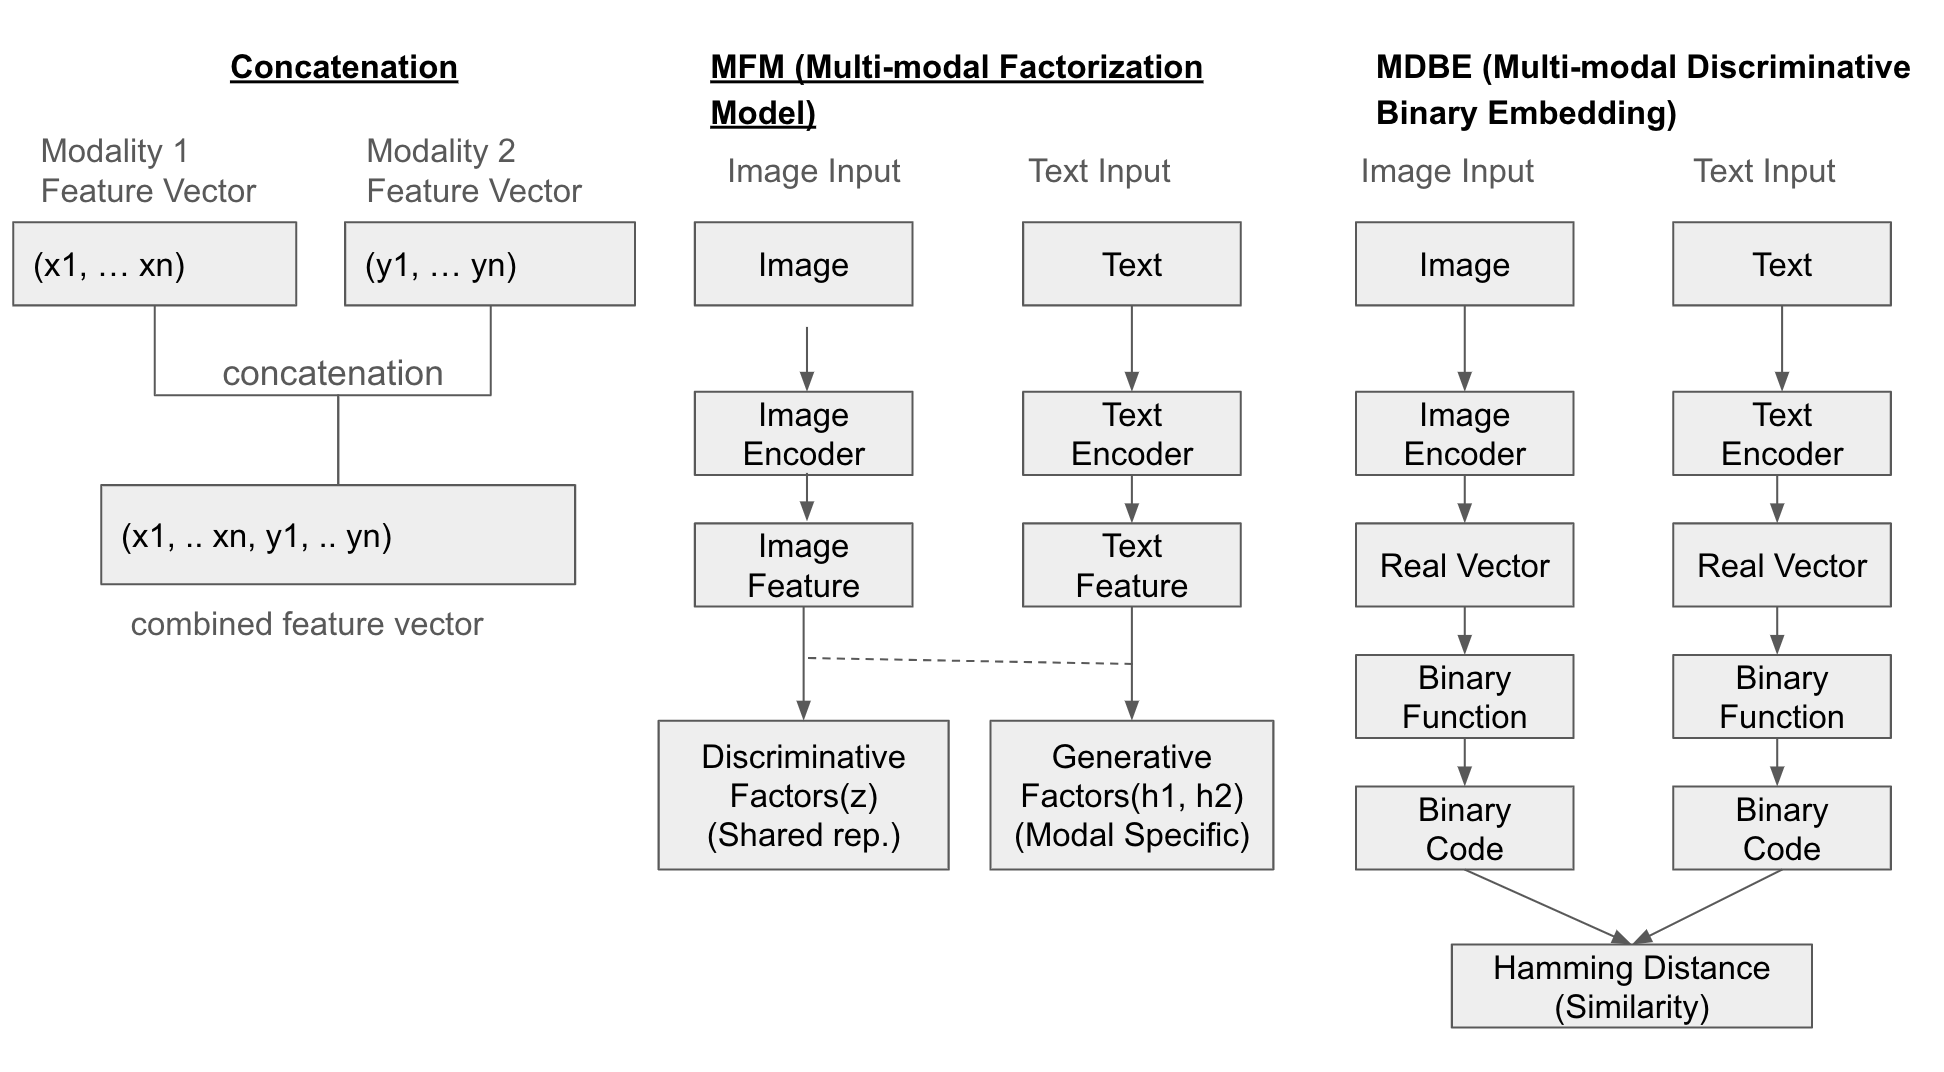 Concatenation
Modality 1
Feature Vector
Modality 2
Feature Vector
(x1, … xn)
(y1, … yn)
concatenation
(x1, .. xn, y1, .. yn)
combined feature vector
MFM (Multi-modal Factorization
Model)
Image Input
Text Input
Image
Text
Image
Encoder
Text
Encoder
Image
Feature
Text
Feature
Discriminative
Factors(z)
(Shared rep.)
Generative
Factors(h1, h2)
(Modal Specific)
MDBE (Multi-modal Discriminative
Binary Embedding)
Image Input
Text Input
Image
Text
Image
Encoder
Text
Encoder
Real Vector
Real Vector
Binary
Function
Binary
Function
Binary
Code
Binary
Code
Hamming Distance
(Similarity)